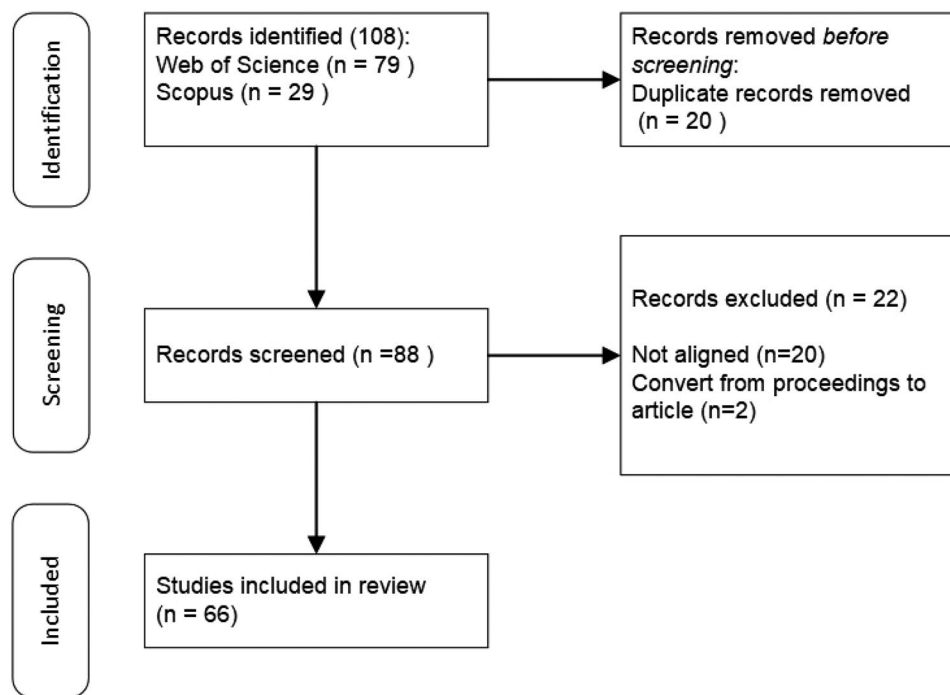 Identification
Records identified (108):
Web of Science (n = 79 )
Scopus (n = 29 )
Records removed before
screening:
Duplicate records removed
(n = 20 )
Screening
Records screened (n =88 )
Records excluded (n = 22)
Not aligned (n=20)
Convert from proceedings to
article (n=2)
Included
Studies included in review
(n = 66)